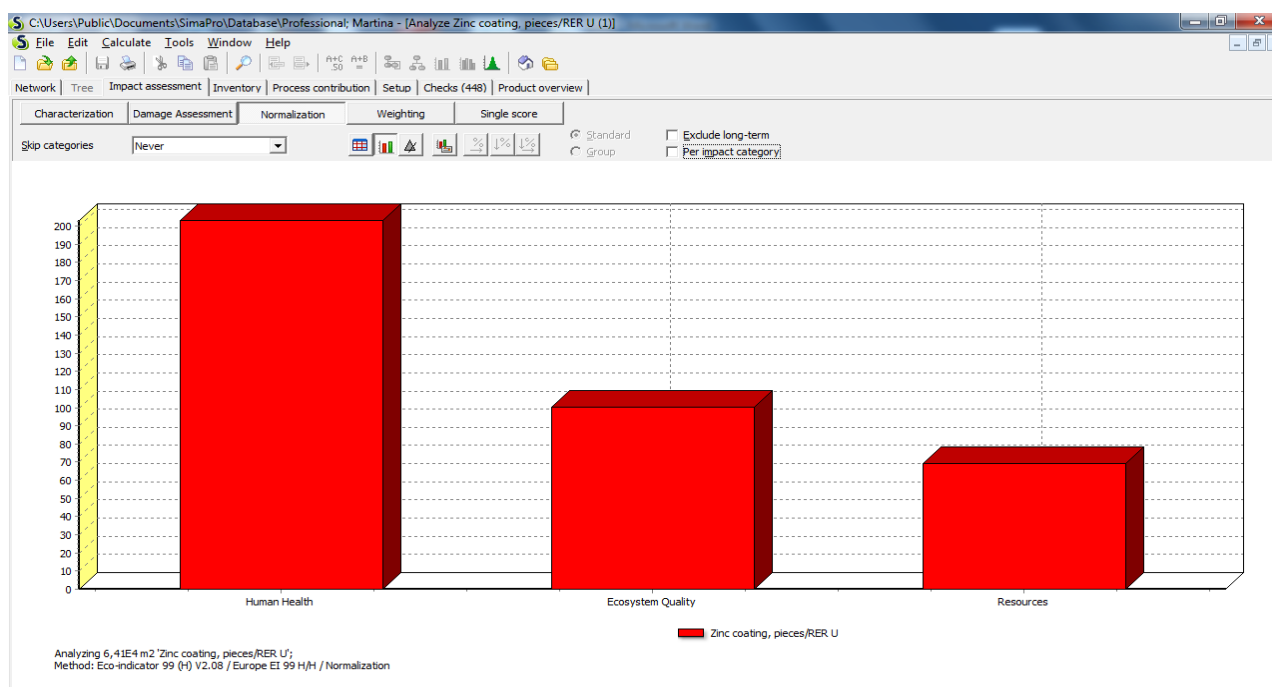 C:\Users\Public\Documents\SimaPro\Database\Professional; Martina - [Analyze Zinc coating, pieces/RER U (1)]
File Edit Calculate Tools Window Help
A+C 50 A+B =
Network Tree Impact assessment Inventory Process contribution Setup Checks (448) Product overview
Characterization Damage Assessment Normalization Weighting Single score
Standard Exclude long-term
Skip categories Never
Group Per impact category
200
190
180
170
160
150
140
130
120
110
100
90
80
70
60
50
40
30
20
10
0
Human Health Ecosystem Quality Resources
Zinc coating, pieces/RER U
Analyzing 6,41E4 m2 'Zinc coating, pieces/RER U';
Method: Eco-indicator 99 (H) V2.08 / Europe EI 99 H/H / Normalization